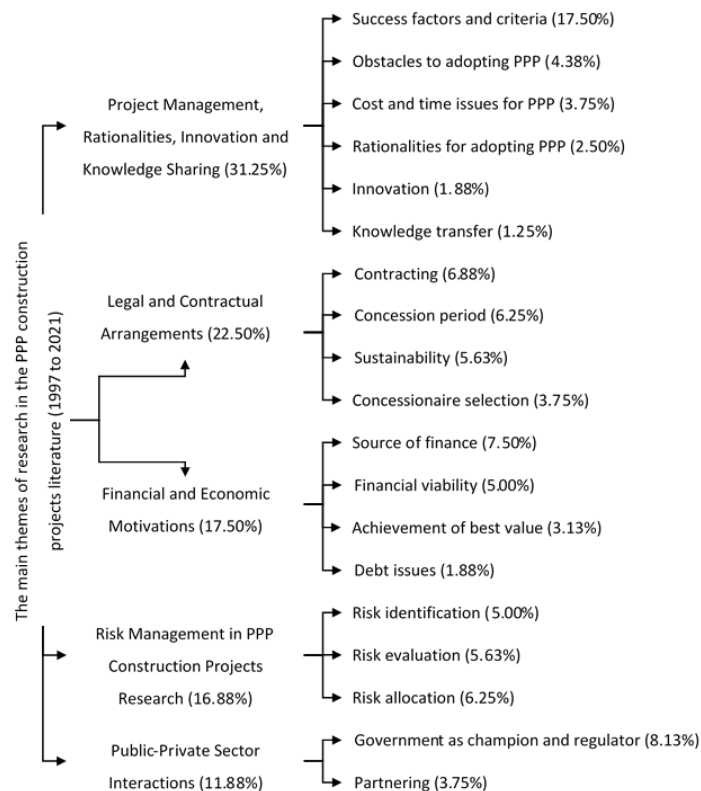 The main themes of research in the PPP construction
projects literature (1997 to 2021)
Project Management,
Rationalities, Innovation and
Knowledge Sharing (31.25%)
Success factors and criteria (17.50%)
Obstacles to adopting PPP (4.38%)
Cost and time issues for PPP (3.75%)
Rationalities for adopting PPP (2.50%)
Innovation (1.88%)
Knowledge transfer (1.25%)
Legal and Contractual
Arrangements (22.50%)
Contracting (6.88%)
Concession period (6.25%)
Sustainability (5.63%)
Concessionaire selection (3.75%)
Financial and Economic
Motivations (17.50%)
Source of finance (7.50%)
Financial viability (5.00%)
Achievement of best value (3.13%)
Debt issues (1.88%)
Risk Management in PPP
Construction Projects
Research (16.88%)
Risk identification (5.00%)
Risk evaluation (5.63%)
Risk allocation (6.25%)
Public-Private Sector
Interactions (11.88%)
Government as champion and regulator (8.13%)
Partnering (3.75%)